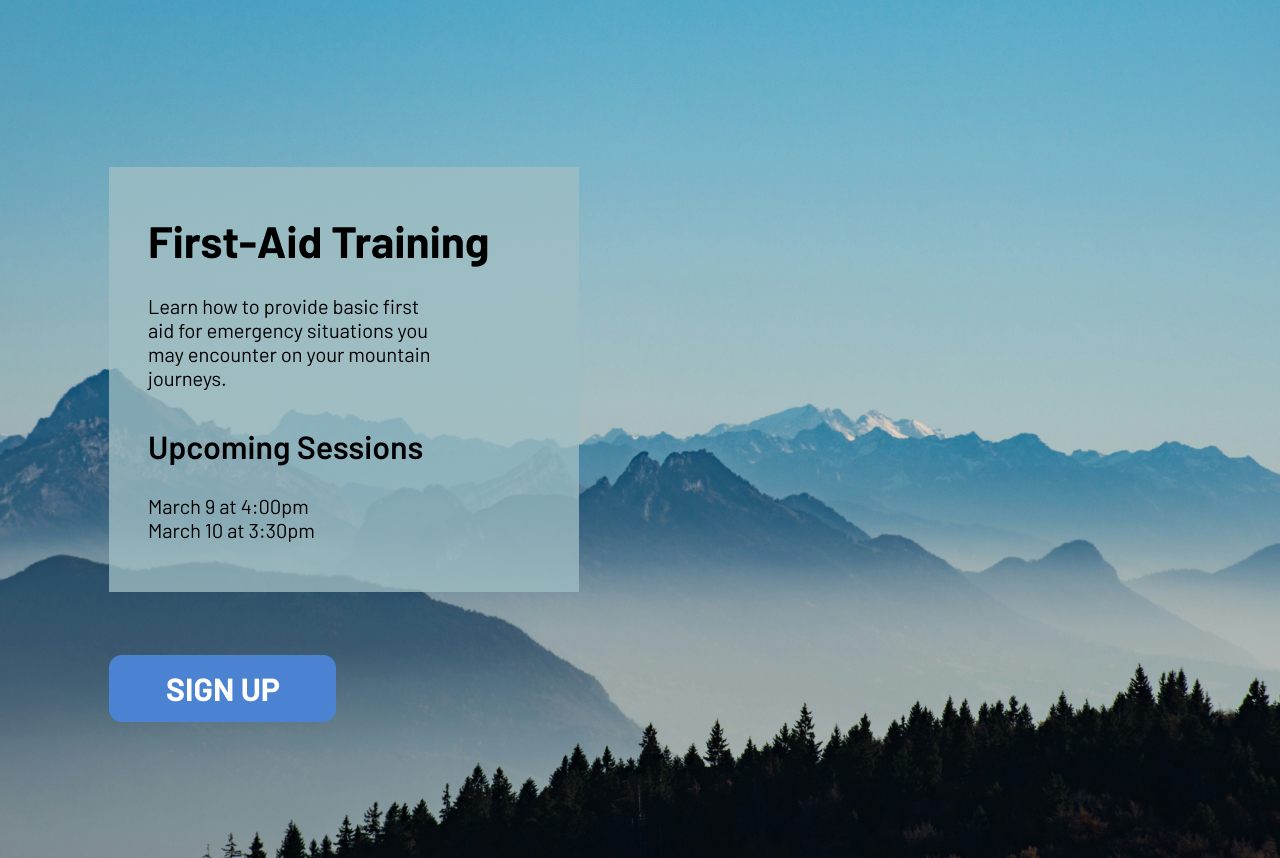 First-Aid Training
Learn how to provide basic first
aid for emergency situations you
may encounter on your mountain
journeys.
Upcoming Sessions
March 9 at 4:00pm
March 10 at 3:30pm
SIGN UP